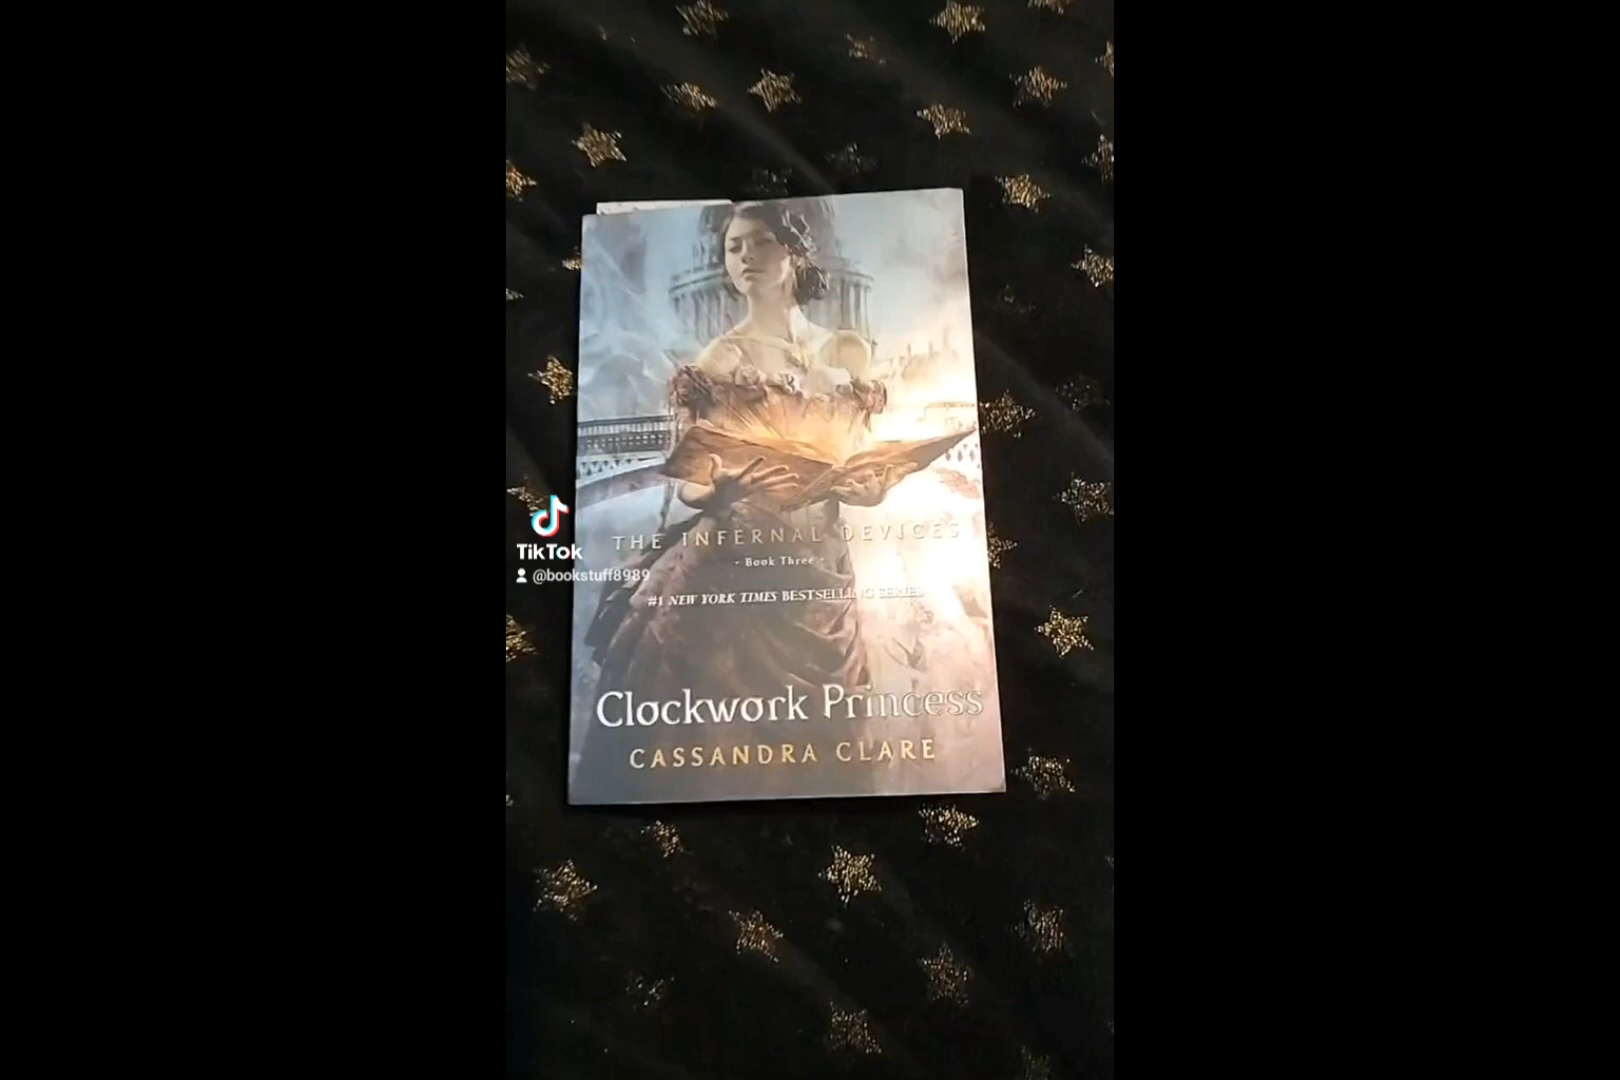 THE INFERNAL DEVICES
- Book Three -
#1 NEW YORK TIMES BESTSELLING SERIES
Clockwork Princess
CASSANDRA CLARE
TikTok
@bookstuff8989